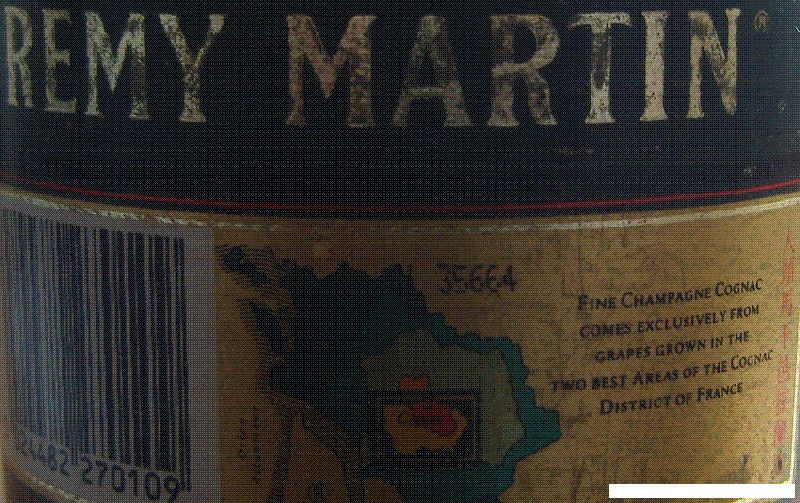 REMY MARTIN®
35664
FINE CHAMPAGNE COGNAC
COMES EXCLUSIVELY FROM
GRAPES GROWN IN THE
TWO BEST AREAS OF THE COGNAC
DISTRICT OF FRANCE
24482 270109
®